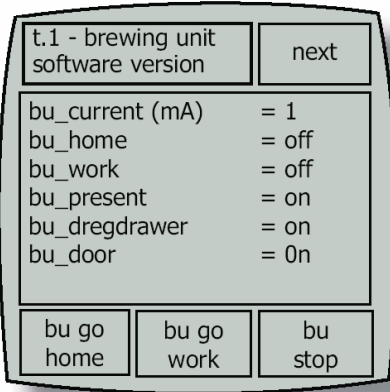 t.1 - brewing unit
software version
next
bu_current (mA) = 1
bu_home = off
bu_work = off
bu_present = on
bu_dregdrawer = on
bu_door = 0n
bu go
home
bu go
work
bu
stop